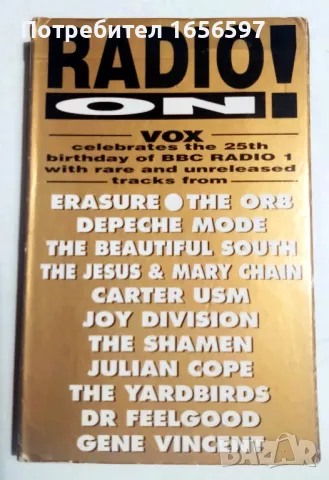 Потребител 1656597
RADIO!
ON
VOX
celebrates the 25th
birthday of BBC RADIO 1
with rare and unreleased
tracks from
ERASURE ● THE ORB
DEPECHE MODE
THE BEAUTIFUL SOUTH
THE JESUS & MARY CHAIN
CARTER USM
JOY DIVISION
THE SHAMEN
JULIAN COPE
THE YARDBIRDS
DR FEELGOOD
GENE VINCENT
BAZAR